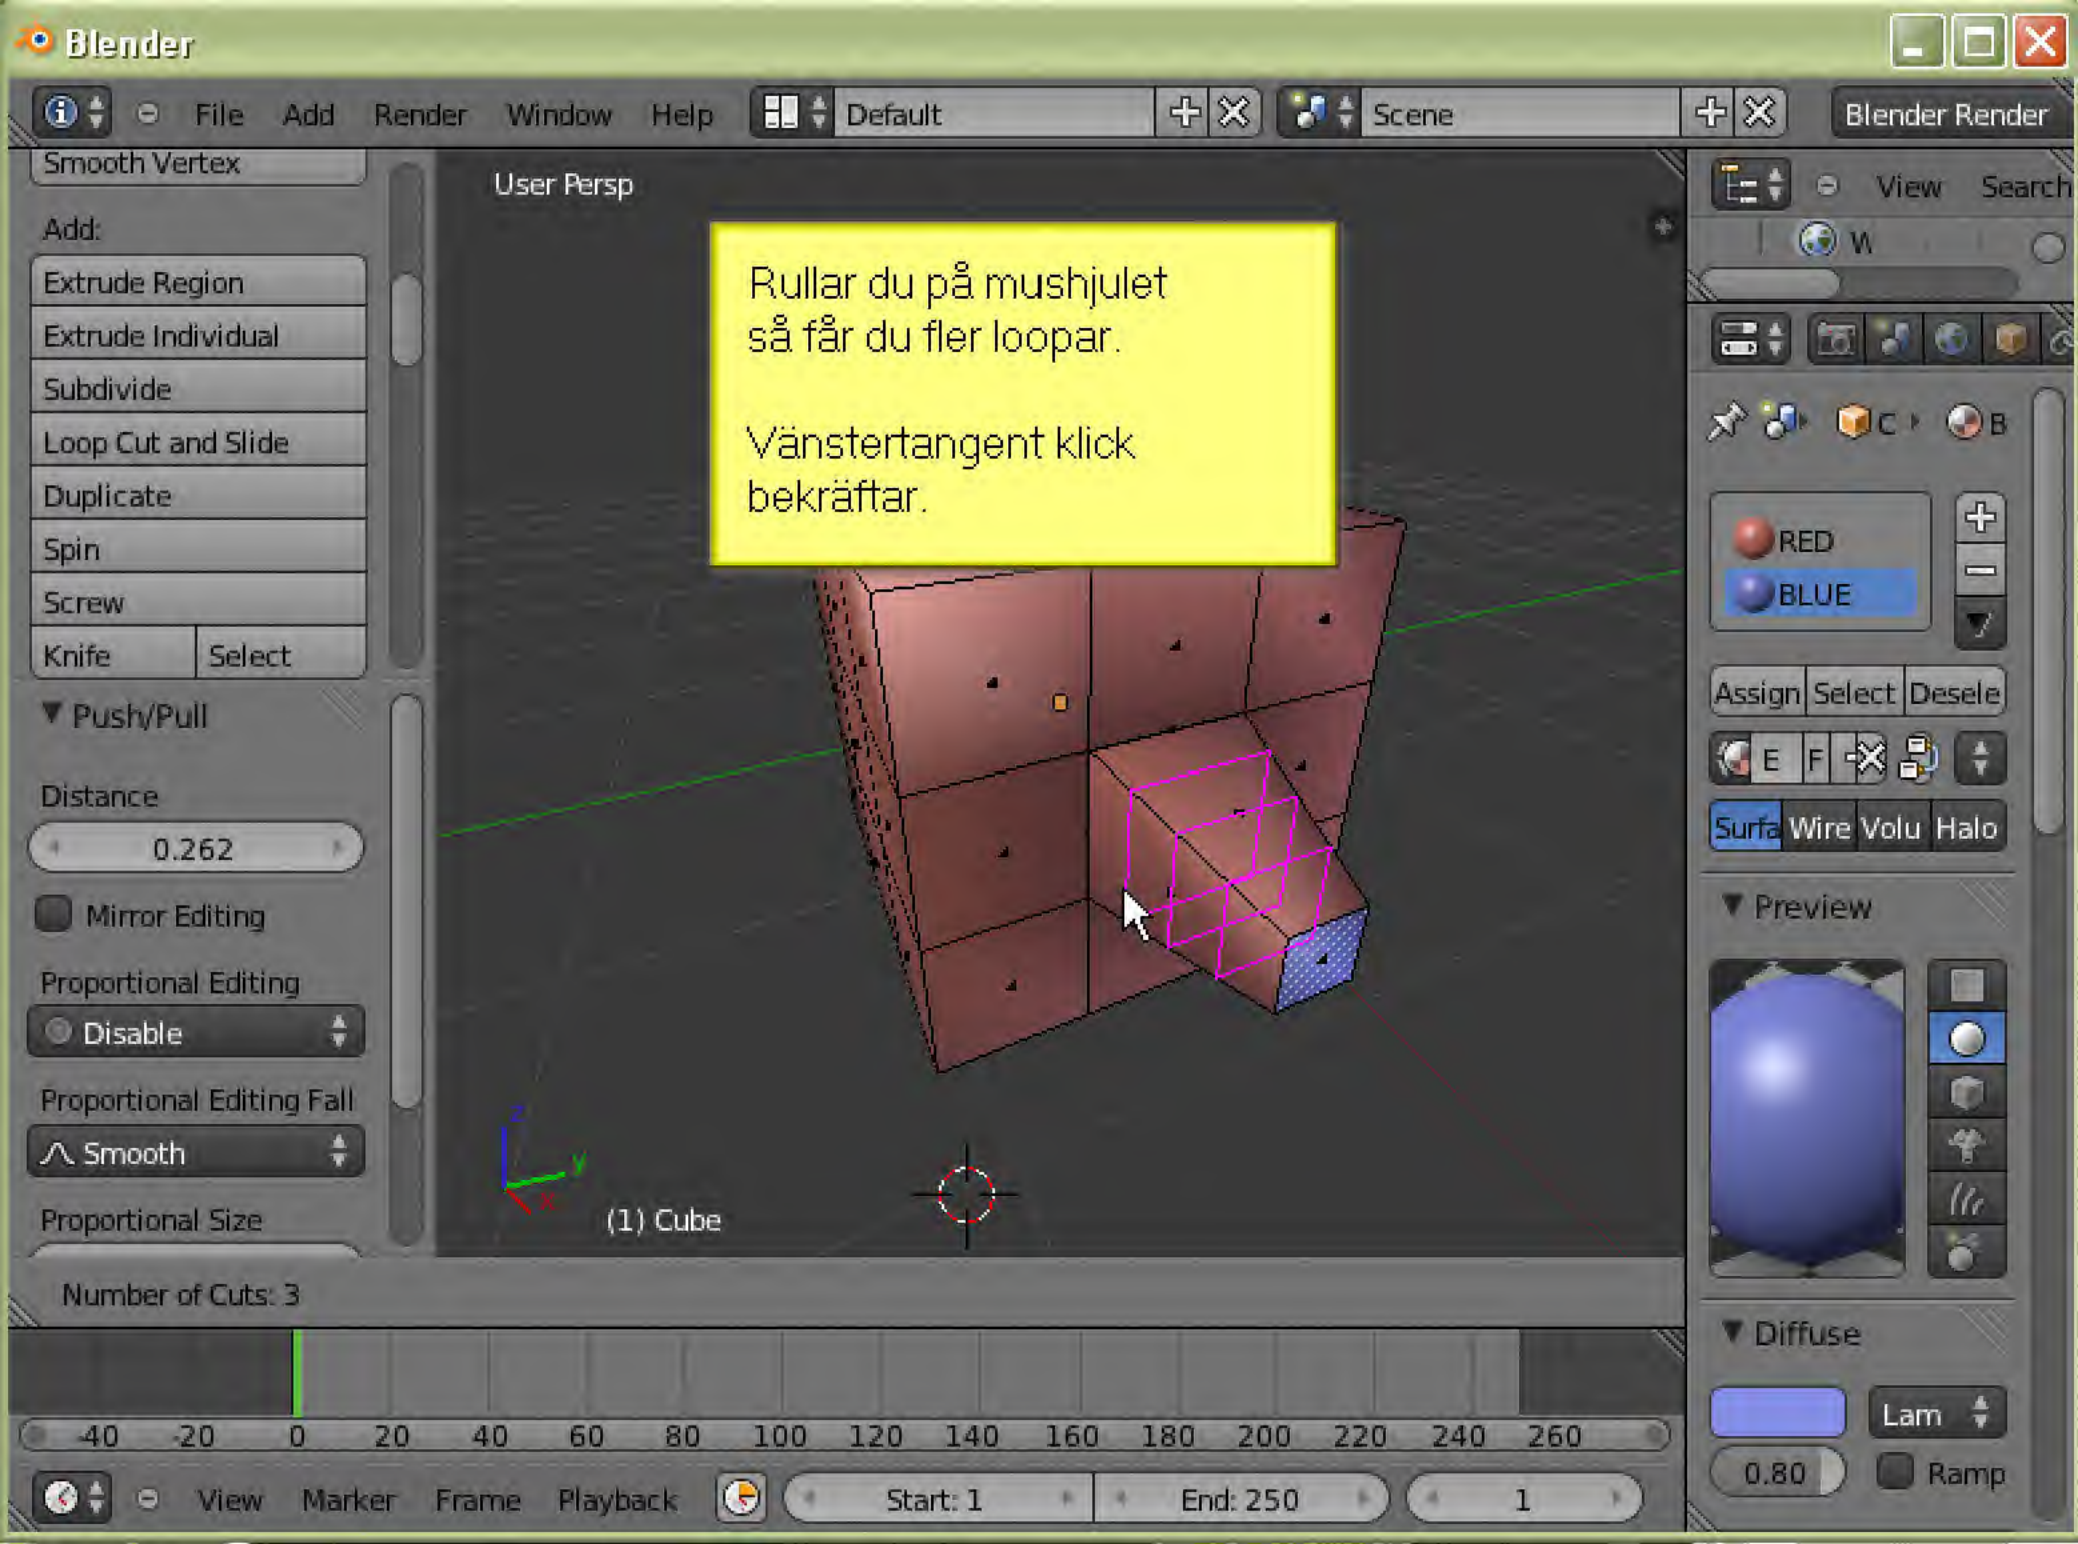 Blender
File Add Render Window Help Default Scene Blender Render
Smooth Vertex
Add:
Extrude Region
Extrude Individual
Subdivide
Loop Cut and Slide
Duplicate
Spin
Screw
Knife Select
Push/Pull
Distance
0.262
Mirror Editing
Proportional Editing
Disable
Proportional Editing Fall
Smooth
Proportional Size
User Persp
Rullar du på mushjulet
så får du fler loopar.
Vänstertangent klick
bekräftar.
z
y
x
(1) Cube
View Search
W
C B
RED
BLUE
Assign Select Desele
E F
Surfa Wire Volu Halo
Preview
Diffuse
Lam
0.80 Ramp
Number of Cuts: 3
-40 -20 0 20 40 60 80 100 120 140 160 180 200 220 240 260
View Marker Frame Playback Start: 1 End: 250 1